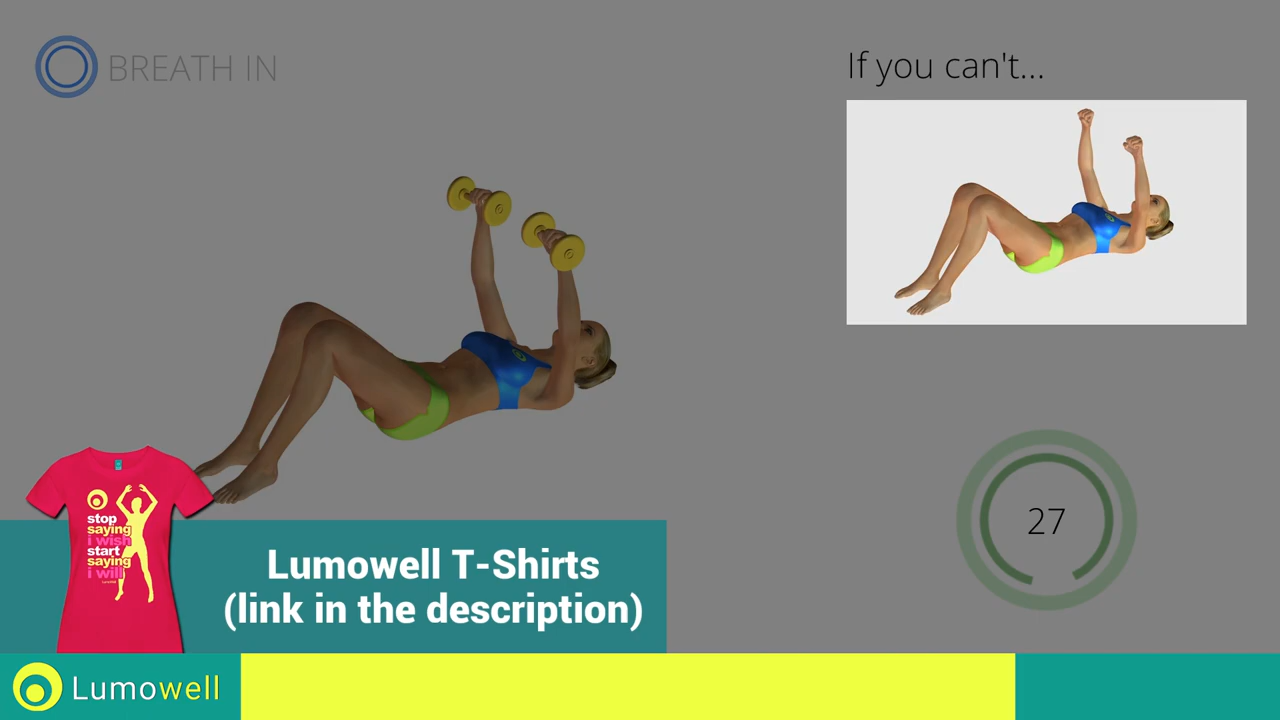 BREATH IN
If you can't...
27
stop
saying
i wish
start
saying
i will
Lumowell T-Shirts
(link in the description)
Lumowell